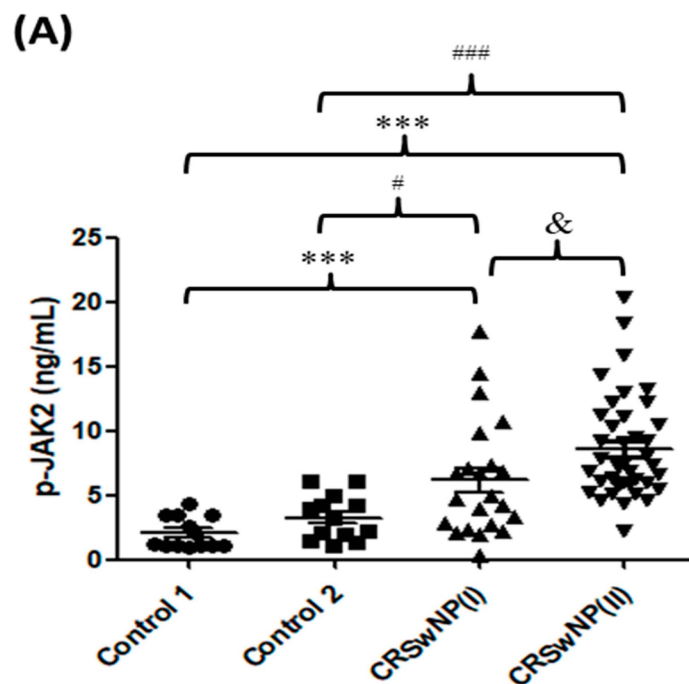 (A)
###
***
#
&
***
25
20
15
10
5
0
p-JAK2 (ng/mL)
Control 1
Control 2
CRSwNP(I)
CRSwNP(II)